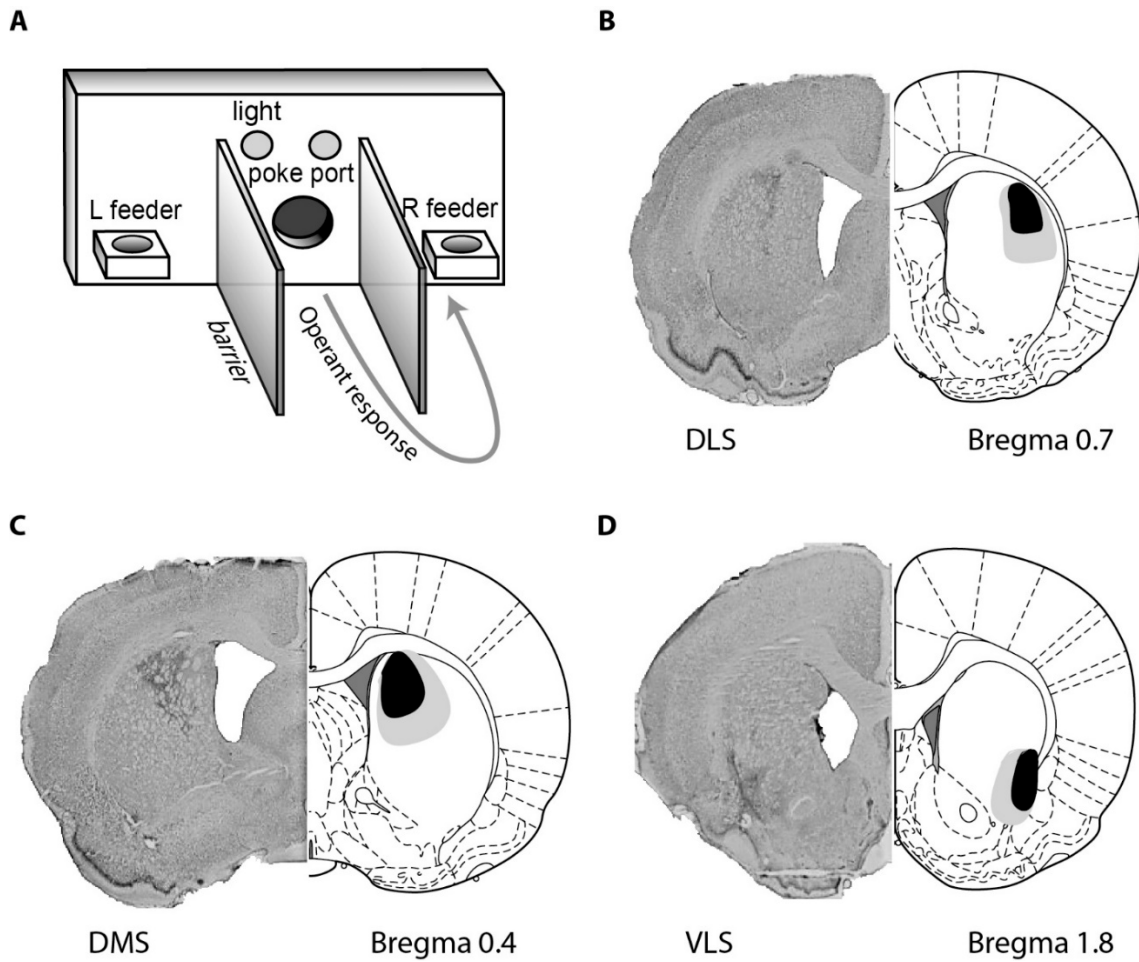 A
light
poke port
L feeder
R feeder
barrier
Operant response
B
DLS
Bregma 0.7
C
DMS
Bregma 0.4
D
VLS
Bregma 1.8